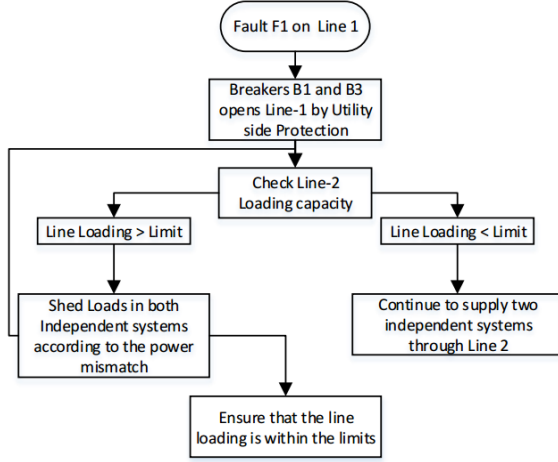 Fault F1 on Line 1
Breakers B1 and B3
opens Line-1 by Utility
side Protection
Check Line-2
Loading capacity
Line Loading > Limit
Line Loading < Limit
Shed Loads in both
Independent systems
according to the power
mismatch
Continue to supply two
independent systems
through Line 2
Ensure that the line
loading is within the limits